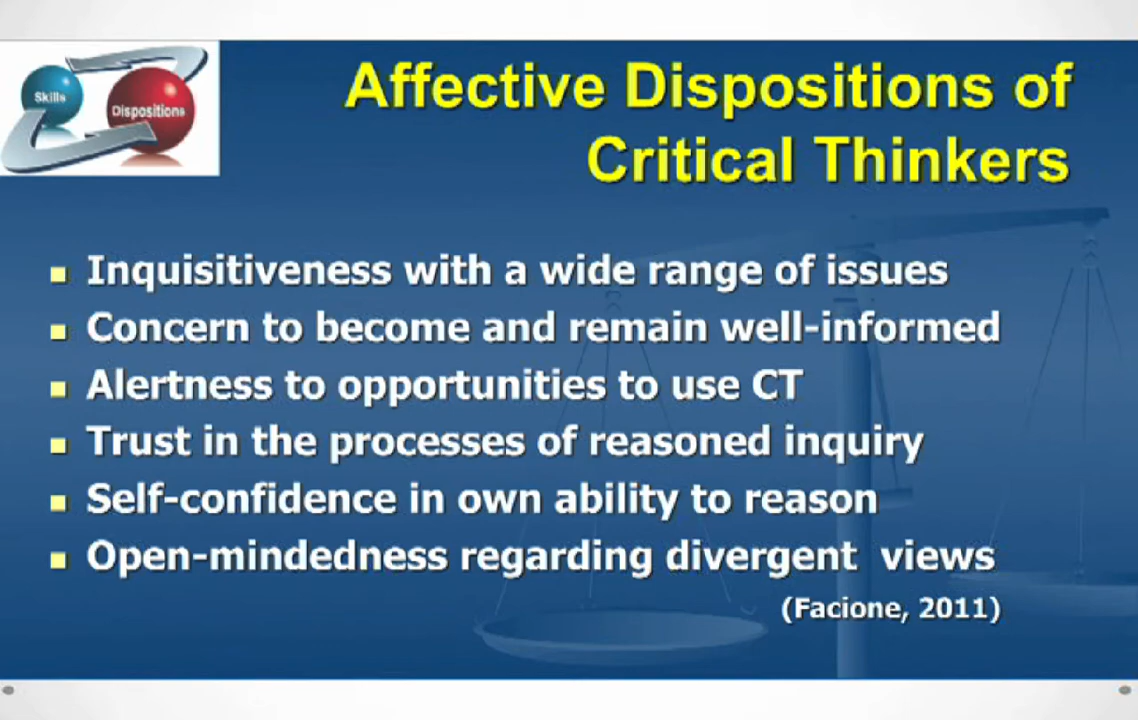 Skills
Dispositions
Affective Dispositions of
Critical Thinkers
Inquisitiveness with a wide range of issues
Concern to become and remain well-informed
Alertness to opportunities to use CT
Trust in the processes of reasoned inquiry
Self-confidence in own ability to reason
Open-mindedness regarding divergent views
(Facione, 2011)